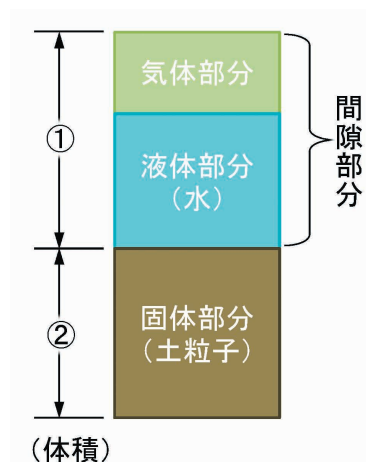 気体部分
①
液体部分
(水)
間隙部分
②
固体部分
(土粒子)
(体積)